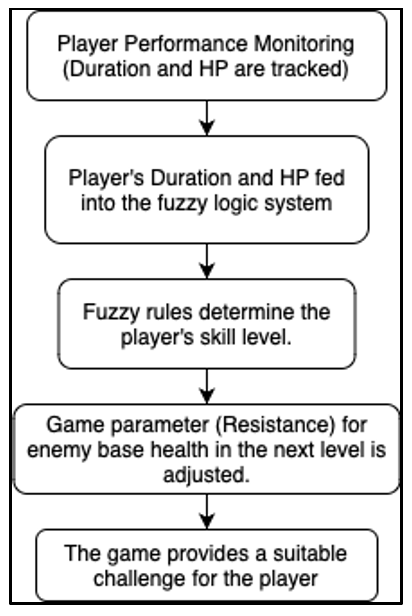 Player Performance Monitoring
(Duration and HP are tracked)
Player's Duration and HP fed
into the fuzzy logic system
Fuzzy rules determine the
player's skill level.
Game parameter (Resistance) for
enemy base health in the next level is
adjusted.
The game provides a suitable
challenge for the player